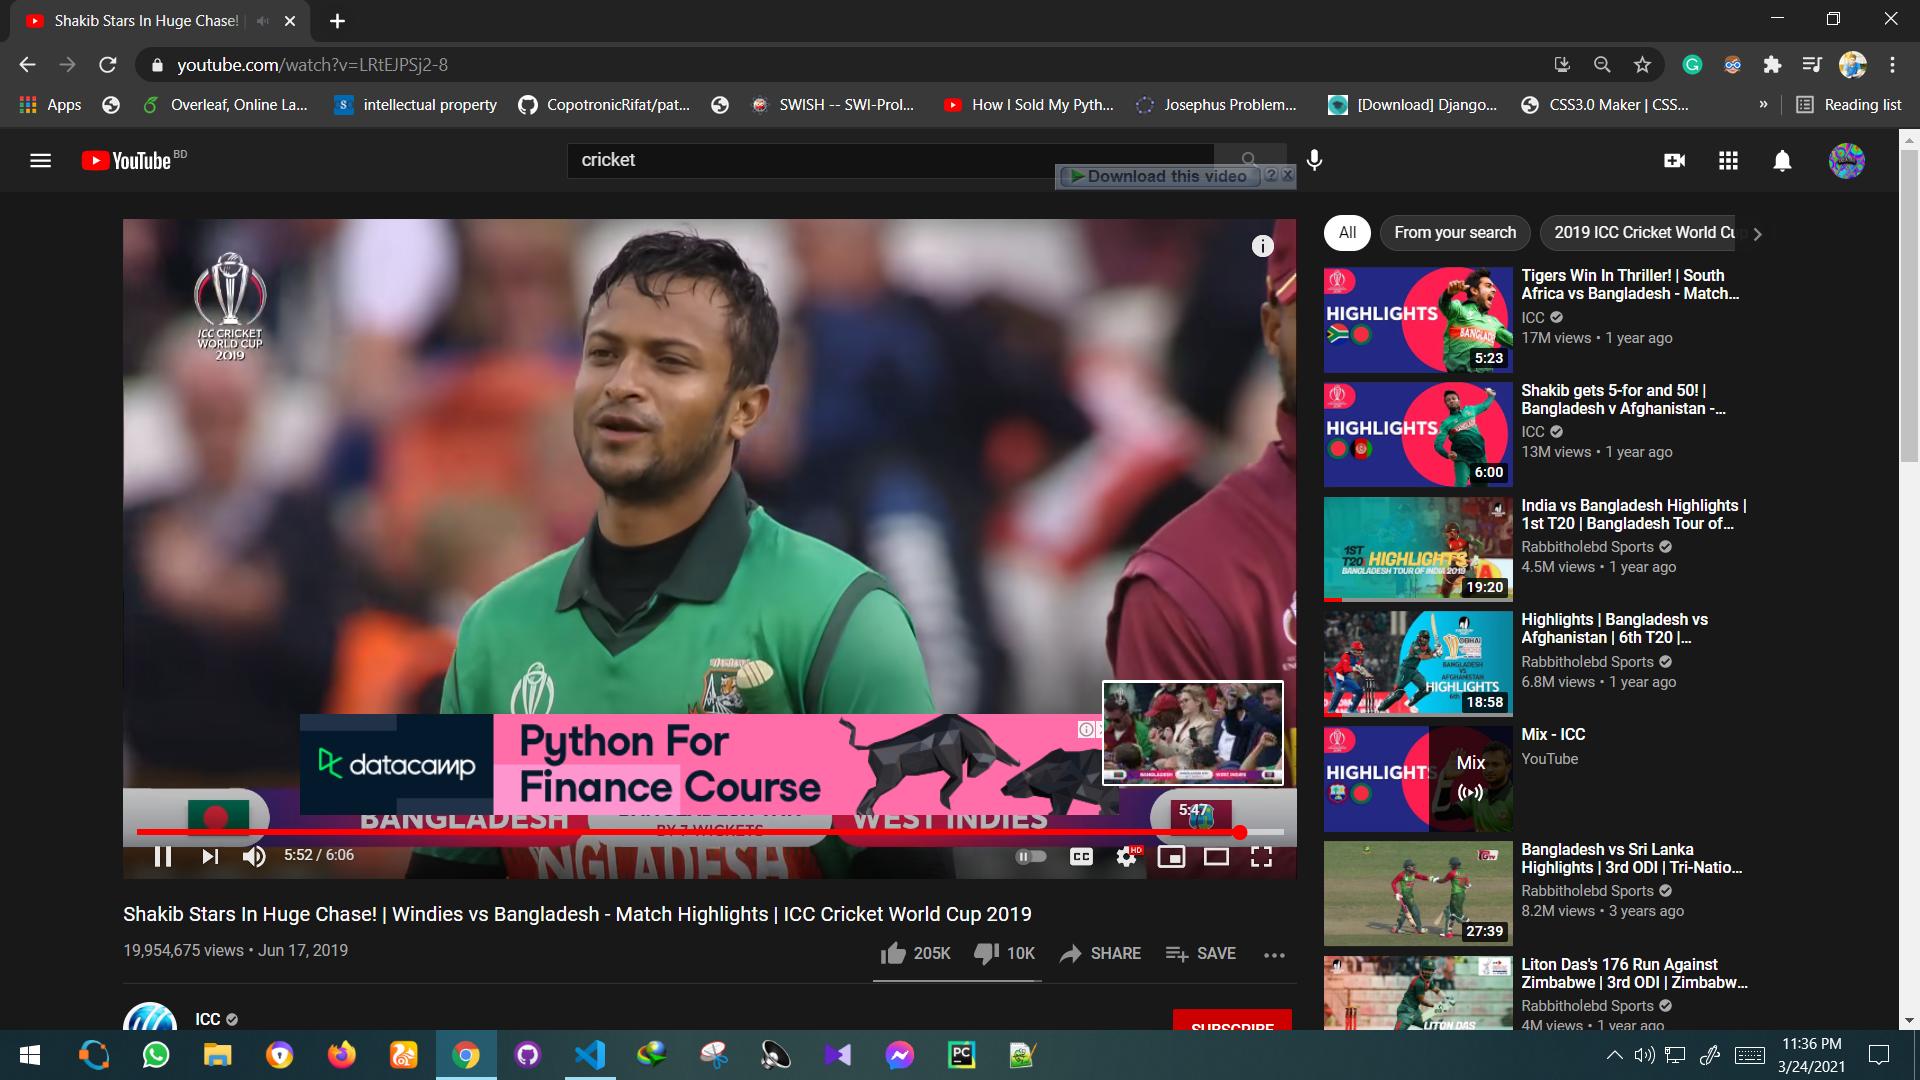 Shakib Stars In Huge Chase! |
youtube.com/watch?v=LRtEJPSj2-8
Apps
Overleaf, Online La...
intellectual property
CopotronicRifat/pat...
SWISH -- SWI-Prol...
How I Sold My Pyth...
Josephus Problem...
[Download] Django...
CSS3.0 Maker | CSS...
»
Reading list
YouTube BD
cricket
Download this video
ICC CRICKET
WORLD CUP
2019
datacamp
Python For
Finance Course
BANGLADESH
BY 7 WICKETS
WEST INDIES
5:47
5:52 / 6:06
CC
HD
Shakib Stars In Huge Chase! | Windies vs Bangladesh - Match Highlights | ICC Cricket World Cup 2019
19,954,675 views • Jun 17, 2019
205K
10K
SHARE
SAVE
ICC
SUBSCRIBE
All
From your search
2019 ICC Cricket World Cup
HIGHLIGHTS
5:23
Tigers Win In Thriller! | South
Africa vs Bangladesh - Match...
ICC
17M views • 1 year ago
HIGHLIGHTS
6:00
Shakib gets 5-for and 50! |
Bangladesh v Afghanistan -...
ICC
13M views • 1 year ago
1ST
T20 HIGHLIGHTS
BANGLADESH TOUR OF INDIA 2019
19:20
India vs Bangladesh Highlights |
1st T20 | Bangladesh Tour of...
Rabbitholebd Sports
4.5M views • 1 year ago
BANGLADESH
VS
AFGHANISTAN
HIGHLIGHTS
18:58
Highlights | Bangladesh vs
Afghanistan | 6th T20 |...
Rabbitholebd Sports
6.8M views • 1 year ago
HIGHLIGHTS
Mix
Mix - ICC
YouTube
27:39
Bangladesh vs Sri Lanka
Highlights | 3rd ODI | Tri-Natio...
Rabbitholebd Sports
8.2M views • 3 years ago
LITON DAS
Liton Das's 176 Run Against
Zimbabwe | 3rd ODI | Zimbabw...
Rabbitholebd Sports
4M views • 1 year ago
11:36 PM
3/24/2021